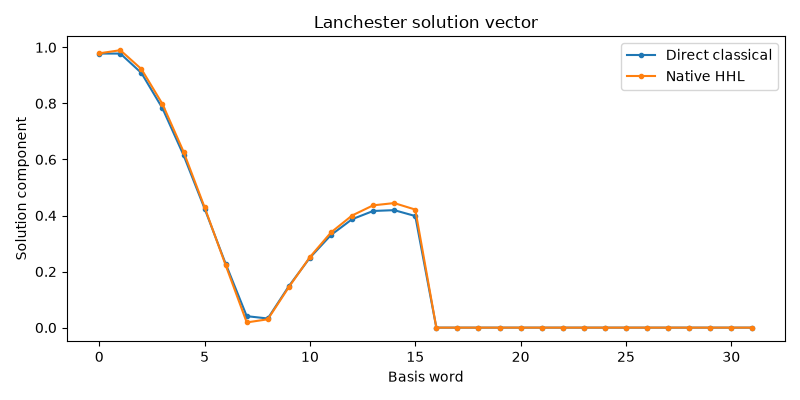 Lanchester solution vector
Direct classical
Native HHL
Solution component
1.0
0.8
0.6
0.4
0.2
0.0
0 5 10 15 20 25 30
Basis word